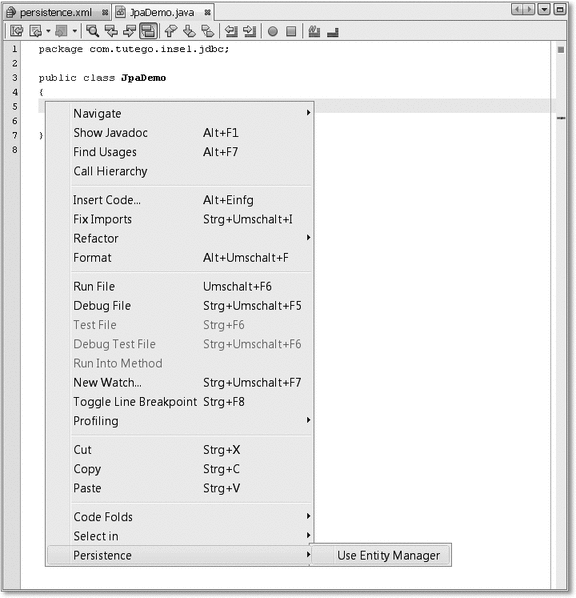 persistence.xml JpaDemo.java
1 package com.tutego.insel.jdbc;
2
3 public class JpaDemo
4 {
5
6
7 }
8
Navigate
Show Javadoc Alt+F1
Find Usages Alt+F7
Call Hierarchy
Insert Code... Alt+Einfg
Fix Imports Strg+Umschalt+I
Refactor
Format Alt+Umschalt+F
Run File Umschalt+F6
Debug File Strg+Umschalt+F5
Test File Strg+F6
Debug Test File Strg+Umschalt+F6
Run Into Method
New Watch... Strg+Umschalt+F7
Toggle Line Breakpoint Strg+F8
Profiling
Cut Strg+X
Copy Strg+C
Paste Strg+V
Code Folds
Select in
Persistence Use Entity Manager